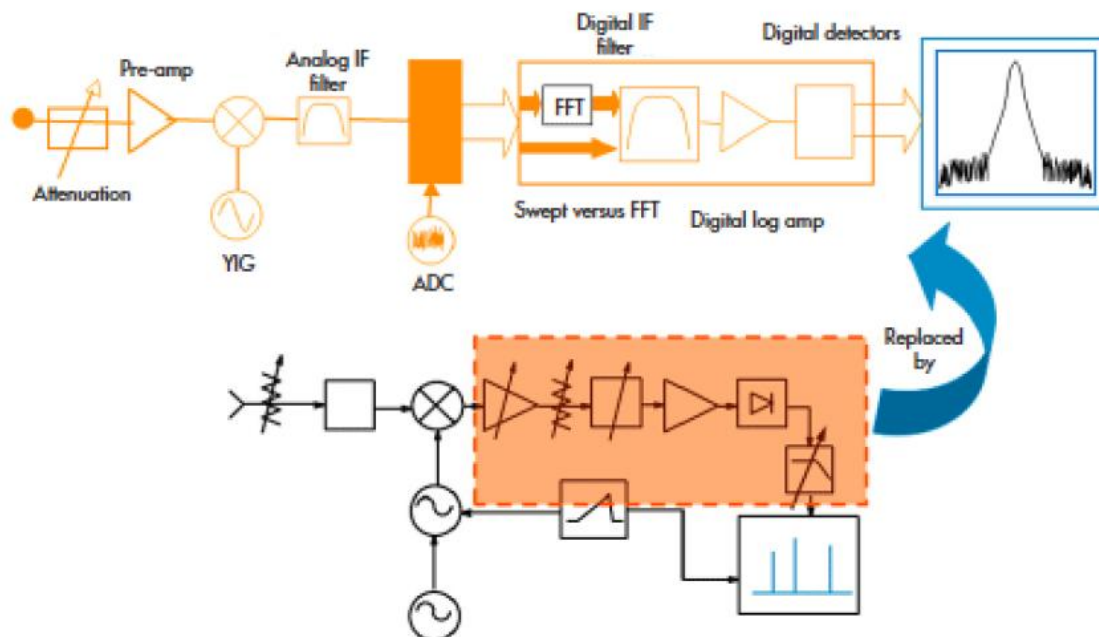 Digital IF
filter
Digital detectors
Analog IF
filter
Pre-amp
FFT
Attenuation
Swept versus FFT
Digital log amp
YIG
ADC
Replaced
by